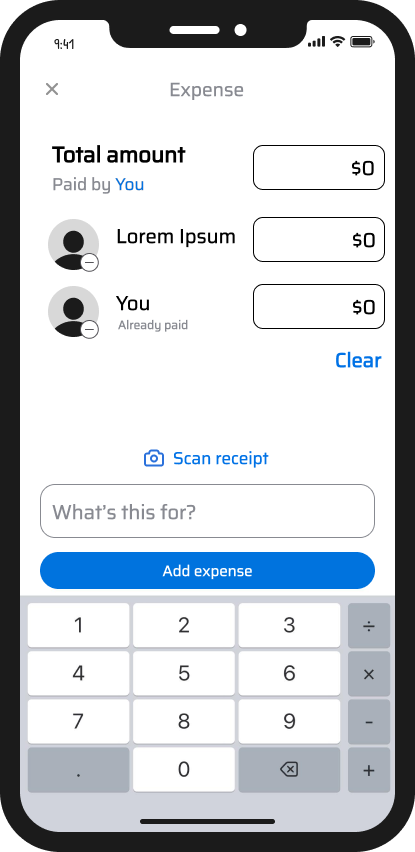 9:41
Expense
Total amount
$0
Paid by You
Lorem Ipsum
$0
You
$0
Already paid
Clear
Scan receipt
What's this for?
Add expense
1 2 3 ÷
4 5 6 ×
7 8 9 -
. 0 +